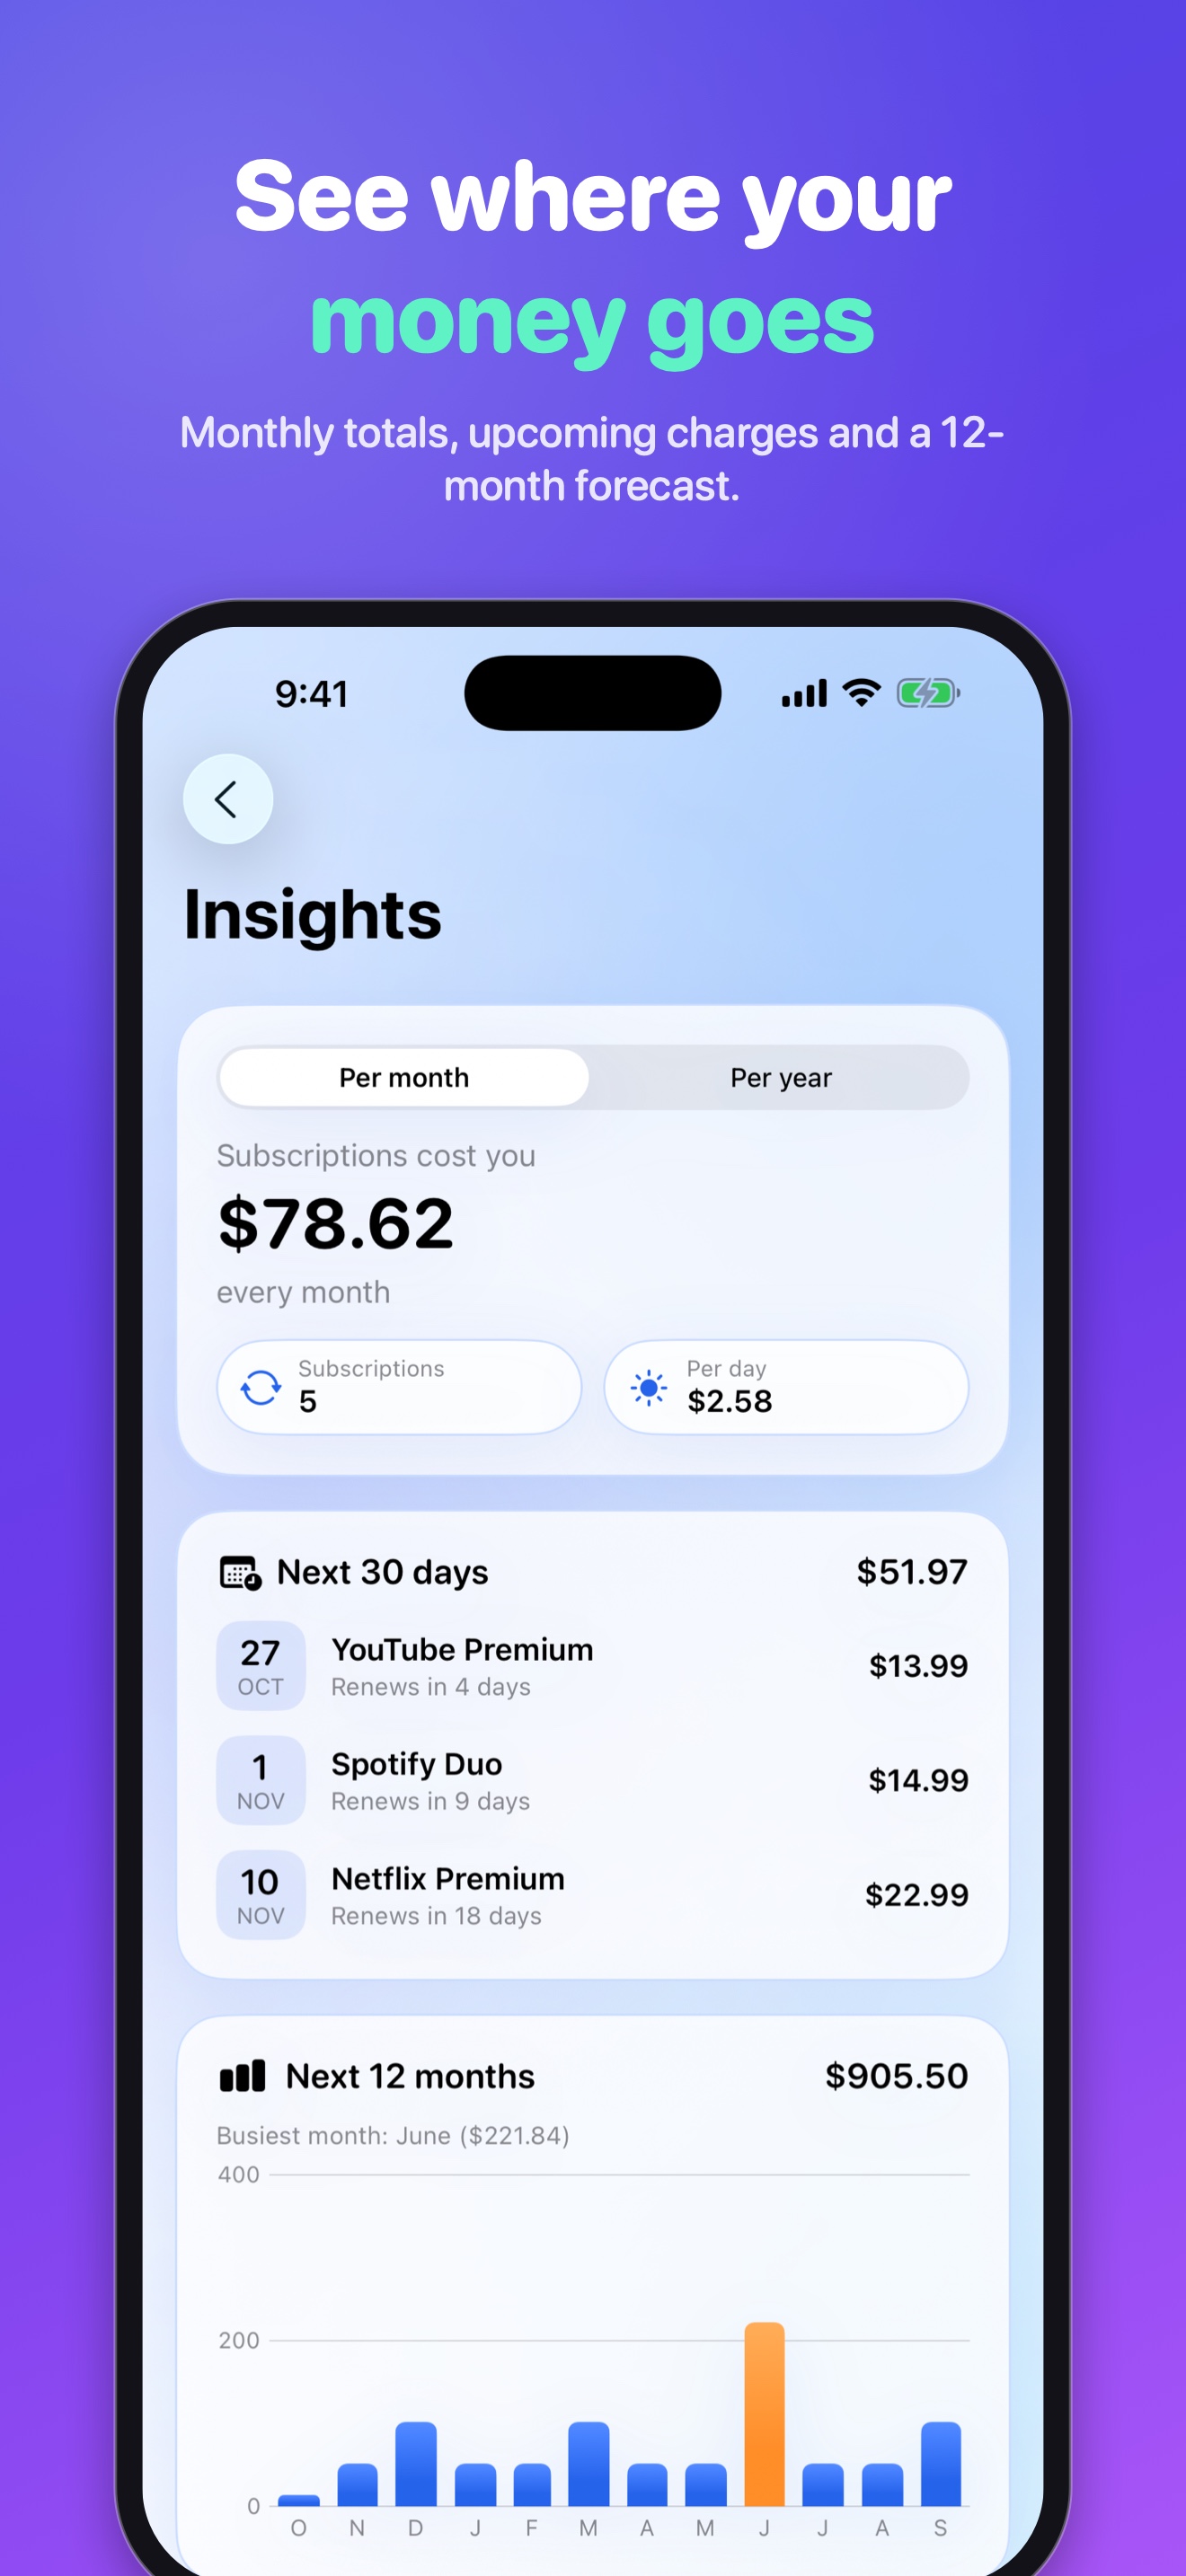 See where your
money goes
Monthly totals, upcoming charges and a 12-
month forecast.
9:41
Insights
Per month
Per year
Subscriptions cost you
$78.62
every month
Subscriptions
5
Per day
$2.58
Next 30 days
$51.97
27
OCT
YouTube Premium
Renews in 4 days
$13.99
1
NOV
Spotify Duo
Renews in 9 days
$14.99
10
NOV
Netflix Premium
Renews in 18 days
$22.99
Next 12 months
$905.50
Busiest month: June ($221.84)
400
200
0
O N D J F M A M J J A S